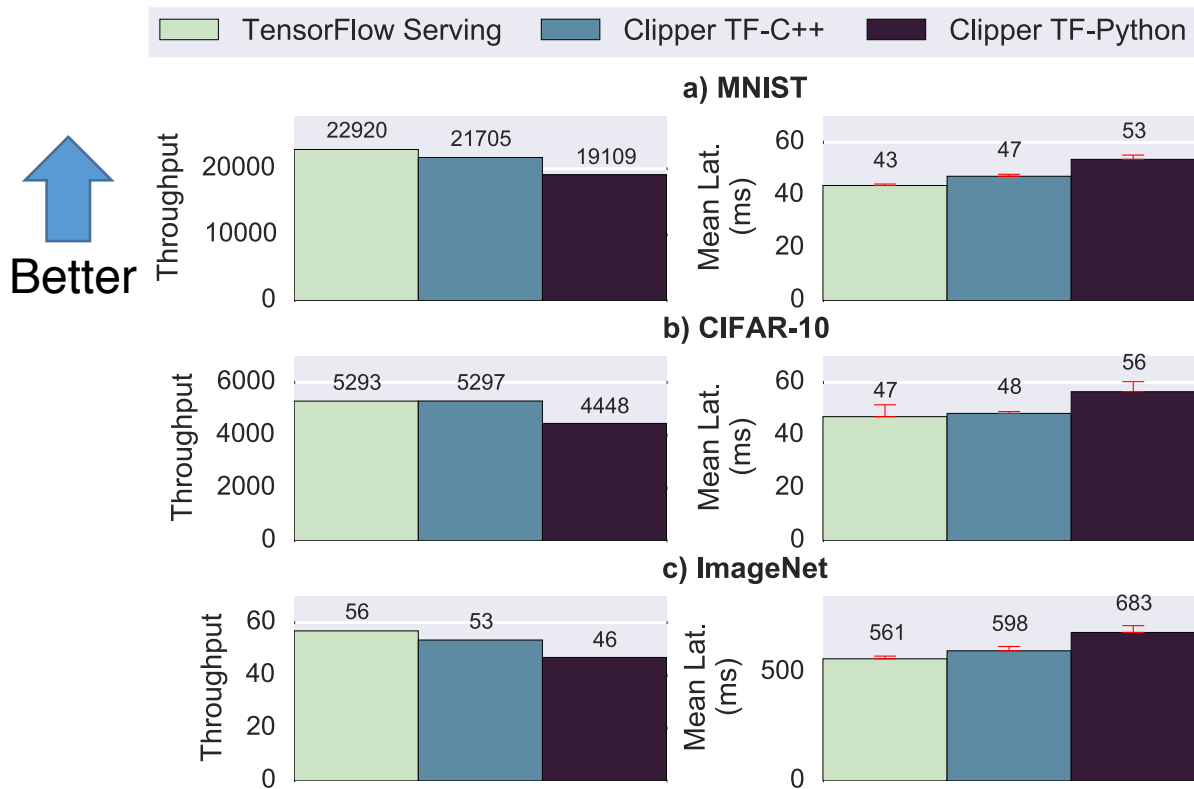 TensorFlow Serving Clipper TF-C++ Clipper TF-Python
a) MNIST
Better
Throughput
20000
10000
0
22920 21705 19109
Mean Lat.
(ms)
60
40
20
0
43 47 53
b) CIFAR-10
Throughput
6000
4000
2000
0
5293 5297 4448
Mean Lat.
(ms)
60
40
20
0
47 48 56
c) ImageNet
Throughput
60
40
20
0
56 53 46
Mean Lat.
(ms)
500
0
561 598 683